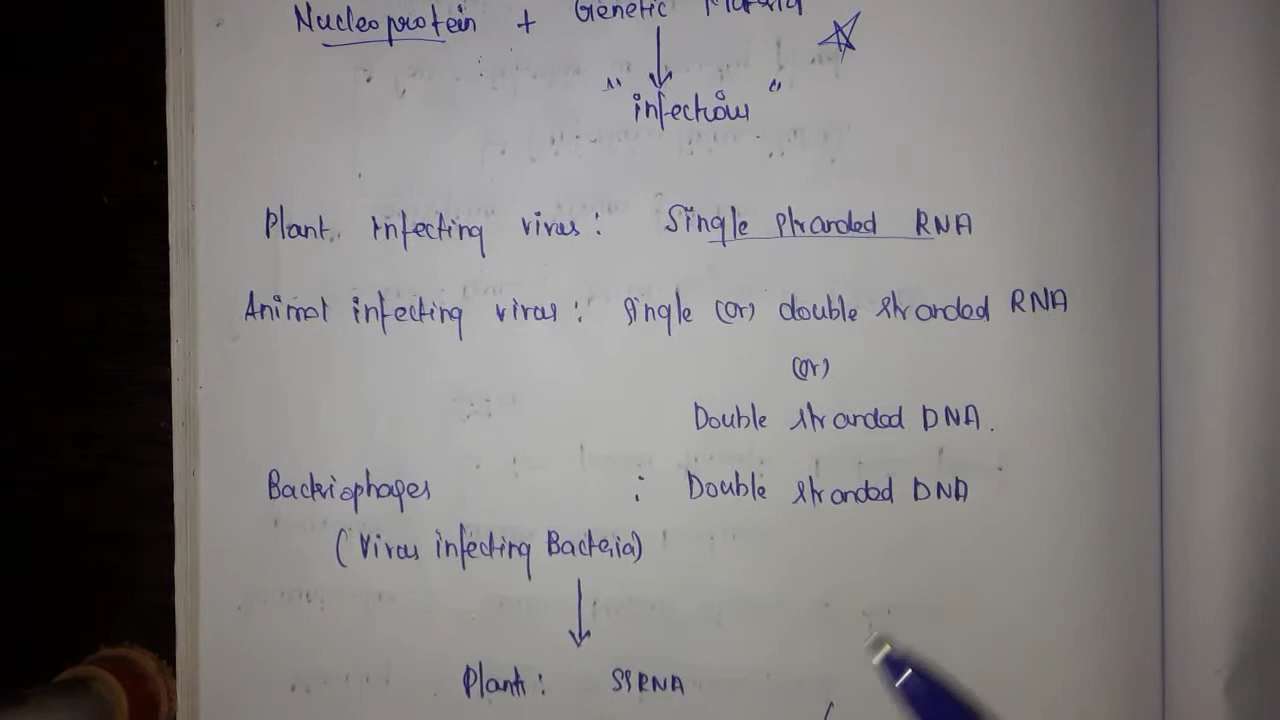 Nucleoprotein + Genetic Material
"infectious"
Plant infecting virus : Single stranded RNA
Animal infecting virus : single (or) double stranded RNA
(or)
Double stranded DNA.
Bacteriophages : Double stranded DNA
(Virus infecting Bacteria)
Plant : SSRNA